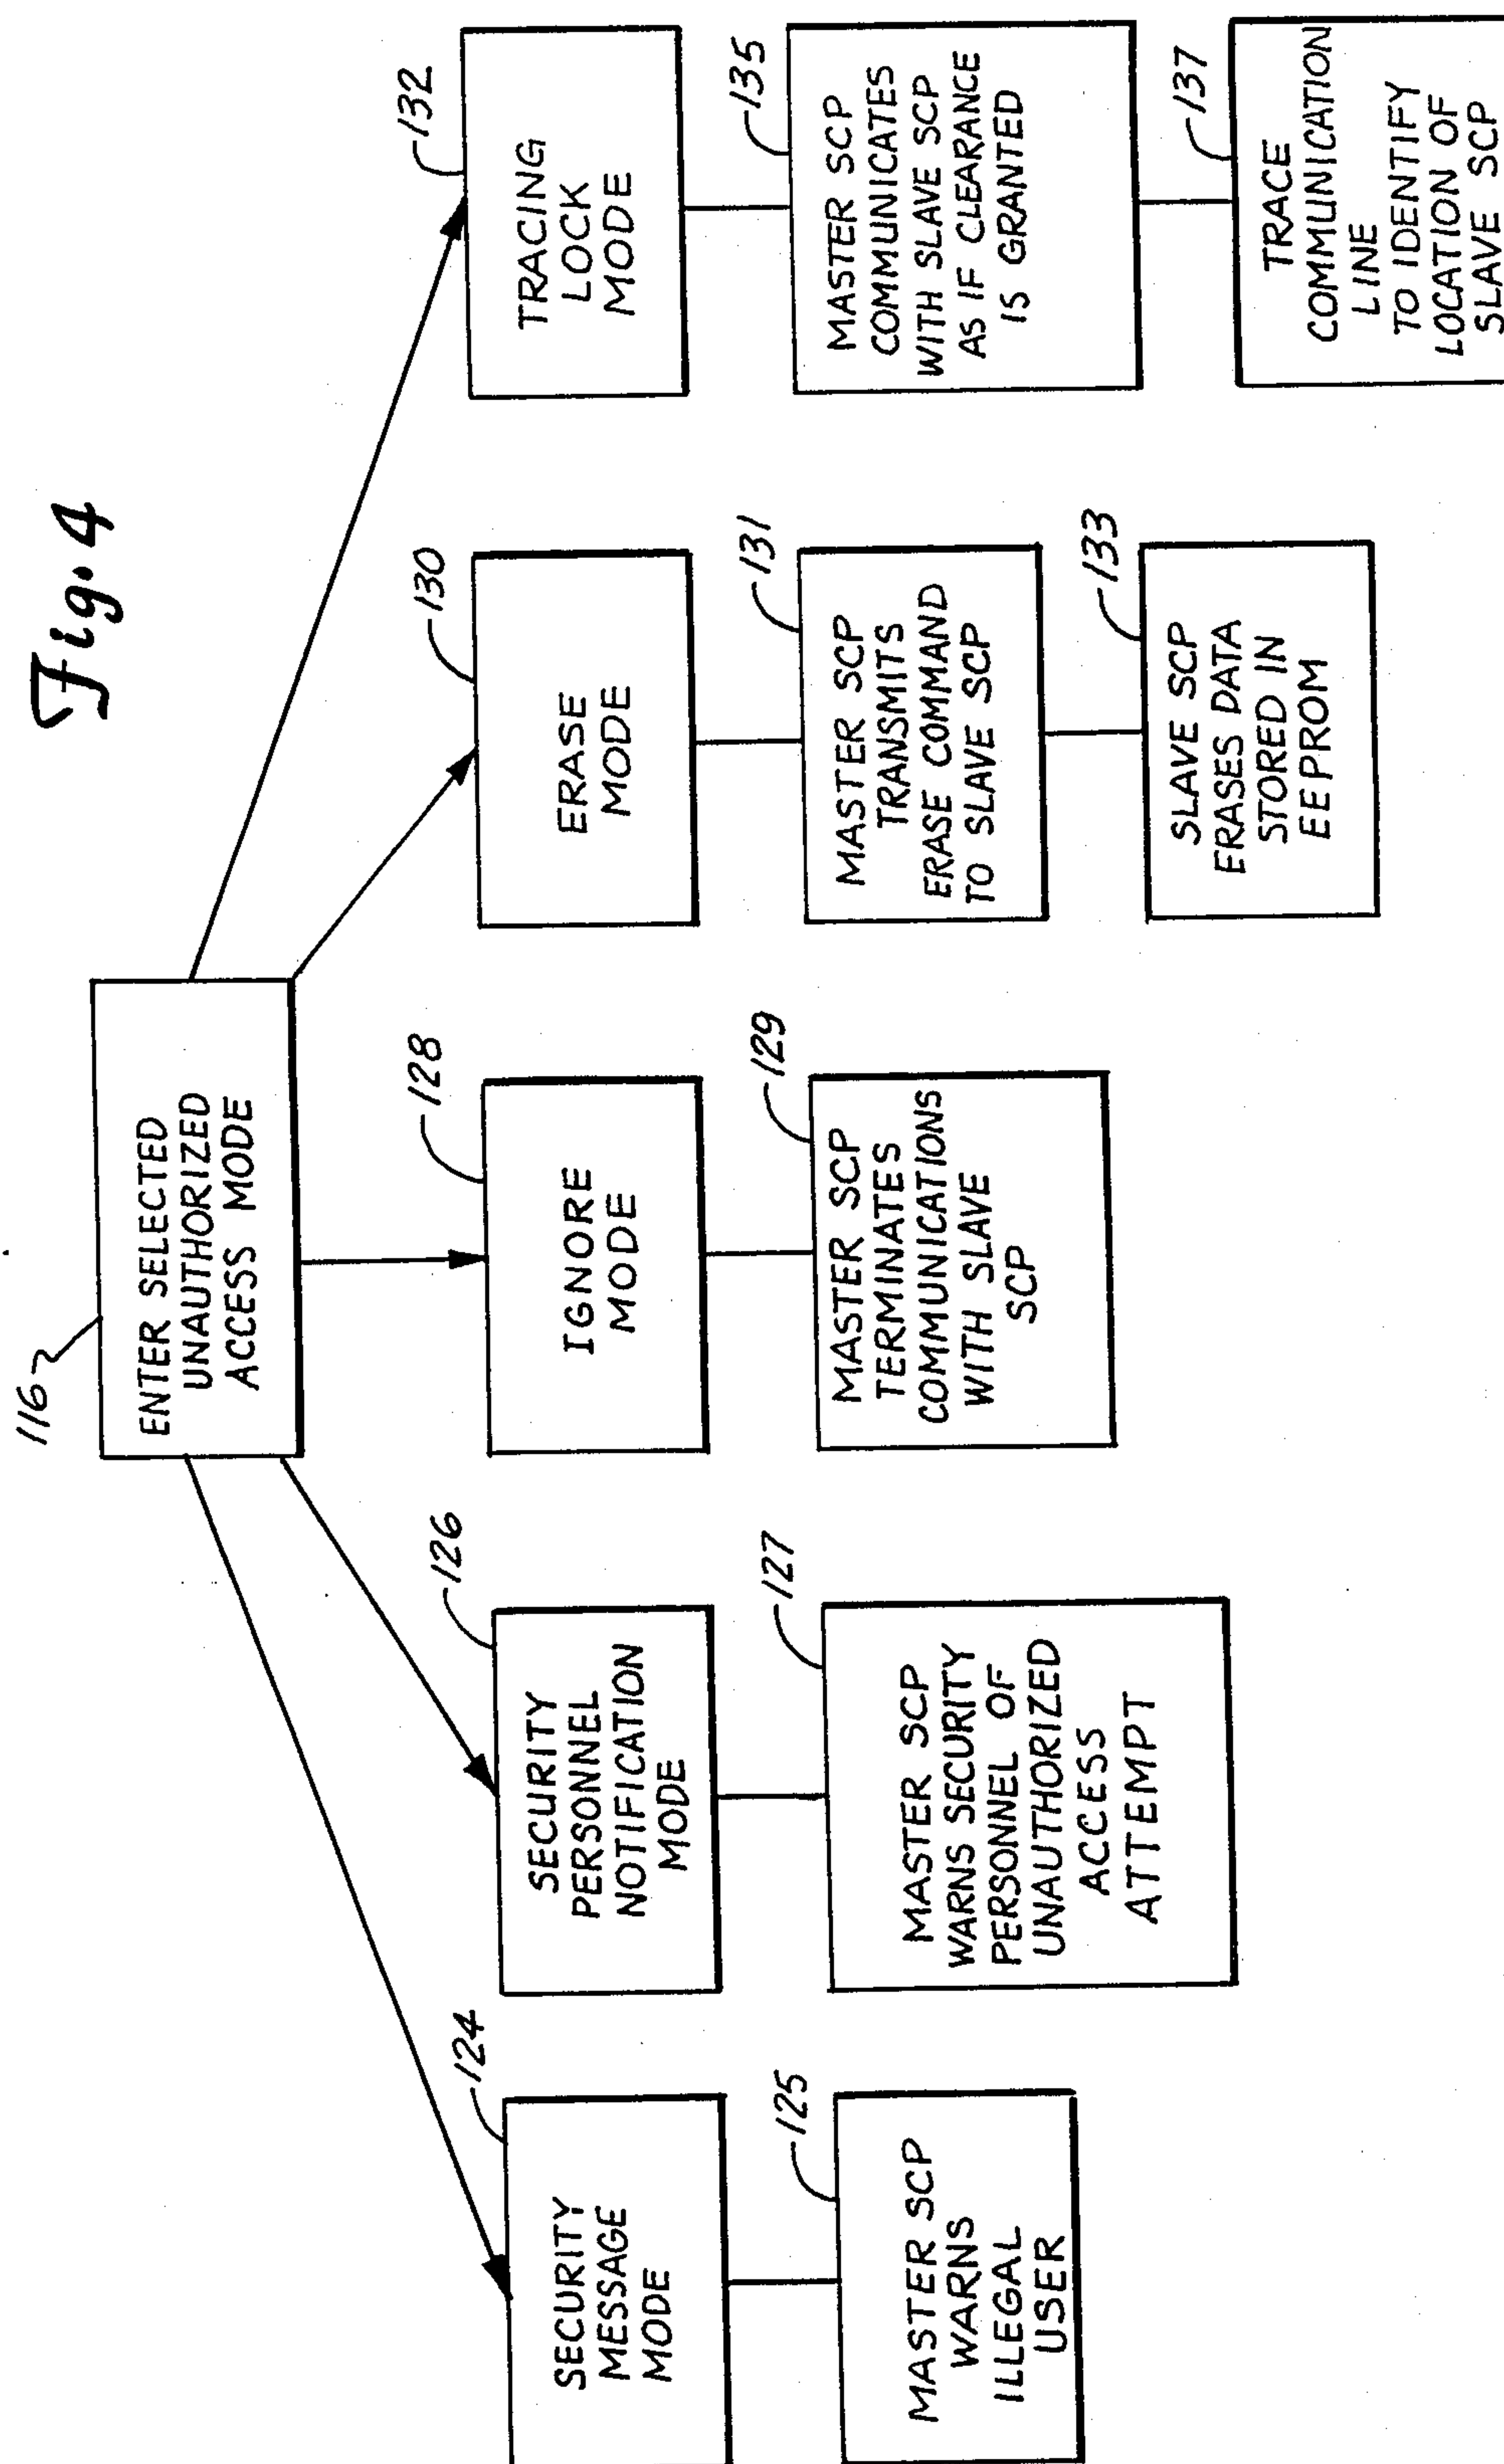 Fig. 4
116
ENTER SELECTED
UNAUTHORIZED
ACCESS MODE
124
SECURITY
MESSAGE
MODE
125
MASTER SCP
WARNS
ILLEGAL
USER
126
SECURITY
PERSONNEL
NOTIFICATION
MODE
127
MASTER SCP
WARNS SECURITY
PERSONNEL OF
UNAUTHORIZED
ACCESS
ATTEMPT
128
IGNORE
MODE
129
MASTER SCP
TERMINATES
COMMUNICATIONS
WITH SLAVE
SCP
130
ERASE
MODE
131
MASTER SCP
TRANSMITS
ERASE COMMAND
TO SLAVE SCP
133
SLAVE SCP
ERASES DATA
STORED IN
EEPROM
132
TRACING
LOCK
MODE
135
MASTER SCP
COMMUNICATES
WITH SLAVE SCP
AS IF CLEARANCE
IS GRANTED
137
TRACE
COMMUNICATION
LINE
TO IDENTIFY
LOCATION OF
SLAVE SCP